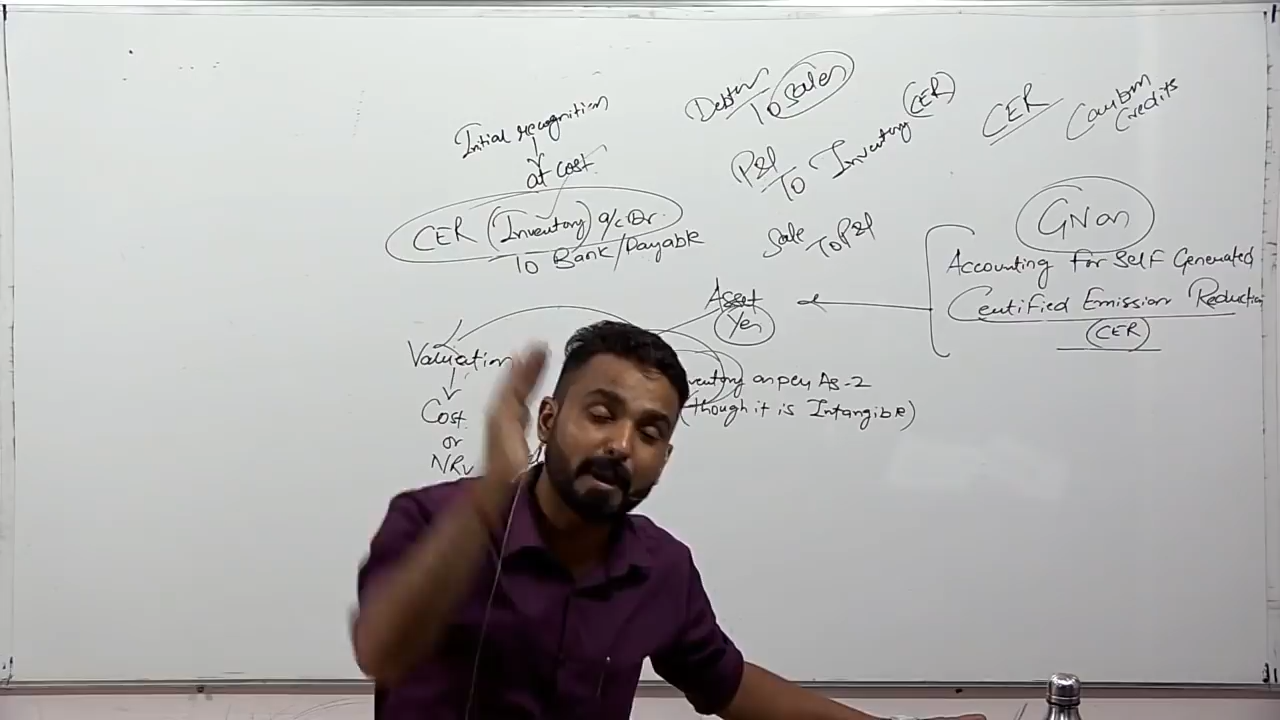 Initial recognition
at cost
CER (Inventory) a/c Dr.
To Bank/Payable
Debtor
To Sales
P&L
To Inventory (CER)
Sale
To P&L
CER
Carbon
Credits
GN on
Accounting for Self Generated
Certified Emission Reduction
(CER)
Asset
Yes
Valuation
Cost
or
NRV
as per As-2
(though it is Intangible)